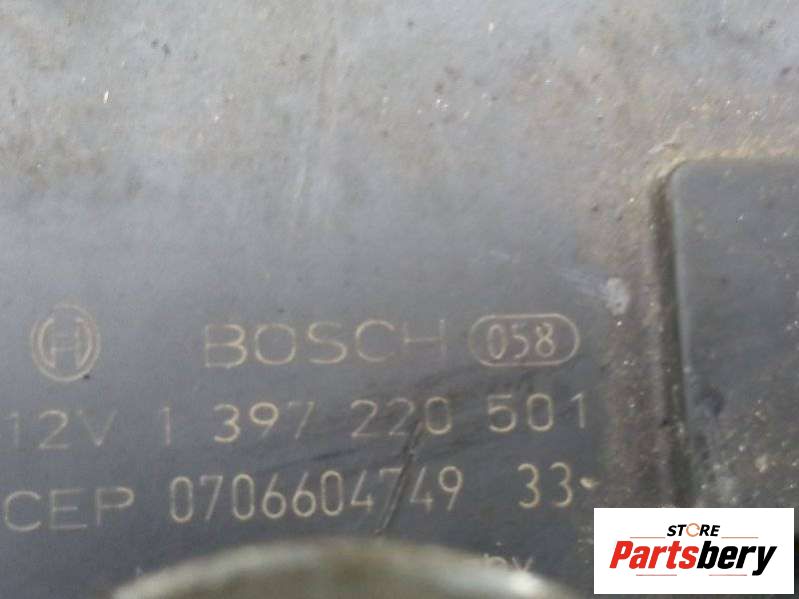 BOSCH 058
12V 1 397 220 501
CEP 0706604749 33-
STORE
Partsbery